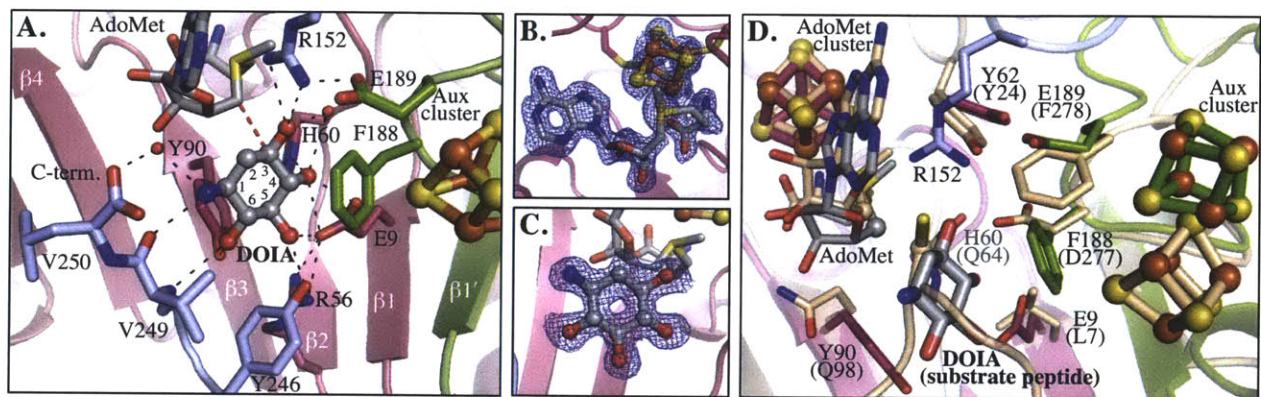 A.
AdoMet
R152
β4
E189
Aux
cluster
H60
F188
Y90
C-term.
2
3
1
4
6
5
DOIA
E9
V250
β3
R56
β1
β1′
V249
β2
Y246
B.
C.
D.
AdoMet
cluster
Y62
(Y24)
E189
(F278)
Aux
cluster
R152
AdoMet
H60
(Q64)
F188
(D277)
E9
(L7)
Y90
(Q98)
DOIA
(substrate peptide)